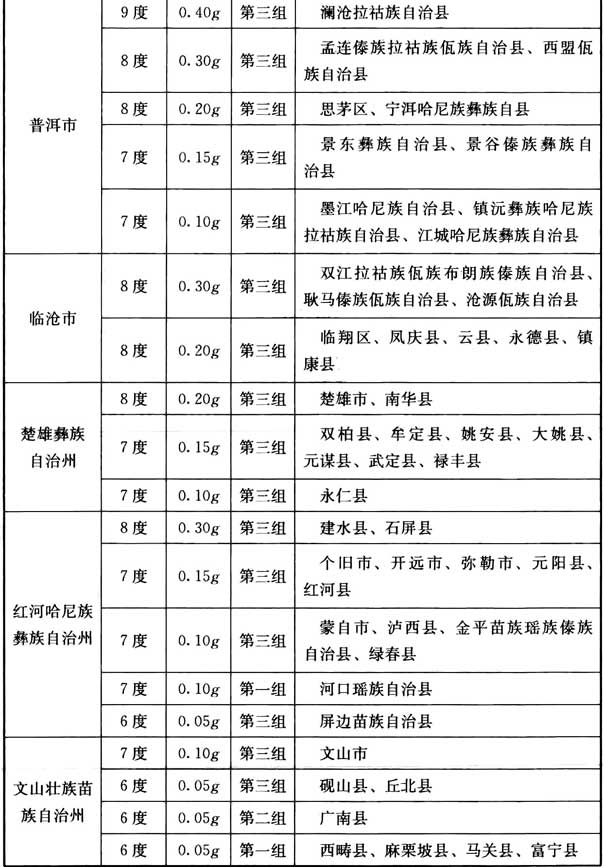 普洱市
9度 0.40g 第三组 澜沧拉祜族自治县
8度 0.30g 第三组 孟连傣族拉祜族佤族自治县、西盟佤
族自治县
8度 0.20g 第三组 思茅区、宁洱哈尼族彝族自县
7度 0.15g 第三组 景东彝族自治县、景谷傣族彝族自
治县
7度 0.10g 第三组 墨江哈尼族自治县、镇沅彝族哈尼族
拉祜族自治县、江城哈尼族彝族自治县
临沧市
8度 0.30g 第三组 双江拉祜族佤族布朗族傣族自治县、
耿马傣族佤族自治县、沧源佤族自治县
8度 0.20g 第三组 临翔区、凤庆县、云县、永德县、镇
康县
楚雄彝族
自治州
8度 0.20g 第三组 楚雄市、南华县
7度 0.15g 第三组 双柏县、牟定县、姚安县、大姚县、
元谋县、武定县、禄丰县
7度 0.10g 第三组 永仁县
红河哈尼族
彝族自治州
8度 0.30g 第三组 建水县、石屏县
7度 0.15g 第三组 个旧市、开远市、弥勒市、元阳县、
红河县
7度 0.10g 第三组 蒙自市、泸西县、金平苗族瑶族傣族
自治县、绿春县
7度 0.10g 第一组 河口瑶族自治县
6度 0.05g 第三组 屏边苗族自治县
文山壮族苗
族自治州
7度 0.10g 第三组 文山市
6度 0.05g 第三组 砚山县、丘北县
6度 0.05g 第二组 广南县
6度 0.05g 第一组 西畴县、麻栗坡县、马关县、富宁县